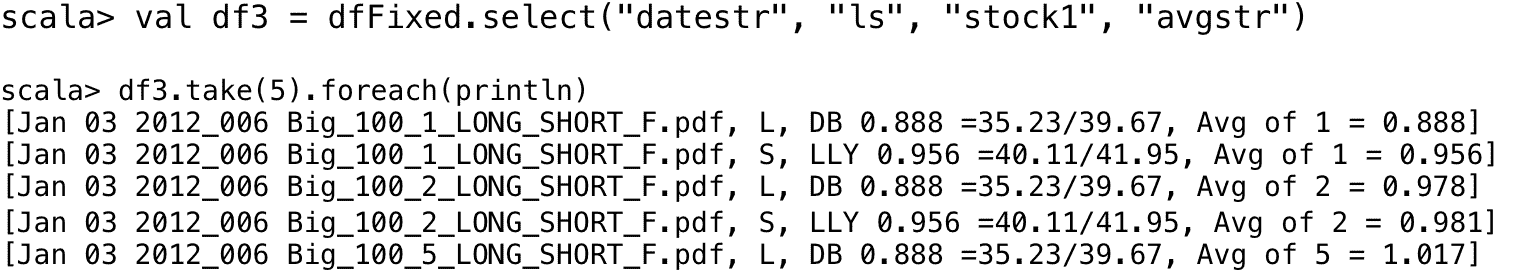 scala> val df3 = dfFixed.select("datestr", "ls", "stock1", "avgstr")
scala> df3.take(5).foreach(println)
[Jan 03 2012_006 Big_100_1_LONG_SHORT_F.pdf, L, DB 0.888 =35.23/39.67, Avg of 1 = 0.888]
[Jan 03 2012_006 Big_100_1_LONG_SHORT_F.pdf, S, LLY 0.956 =40.11/41.95, Avg of 1 = 0.956]
[Jan 03 2012_006 Big_100_2_LONG_SHORT_F.pdf, L, DB 0.888 =35.23/39.67, Avg of 2 = 0.978]
[Jan 03 2012_006 Big_100_2_LONG_SHORT_F.pdf, S, LLY 0.956 =40.11/41.95, Avg of 2 = 0.981]
[Jan 03 2012_006 Big_100_5_LONG_SHORT_F.pdf, L, DB 0.888 =35.23/39.67, Avg of 5 = 1.017]